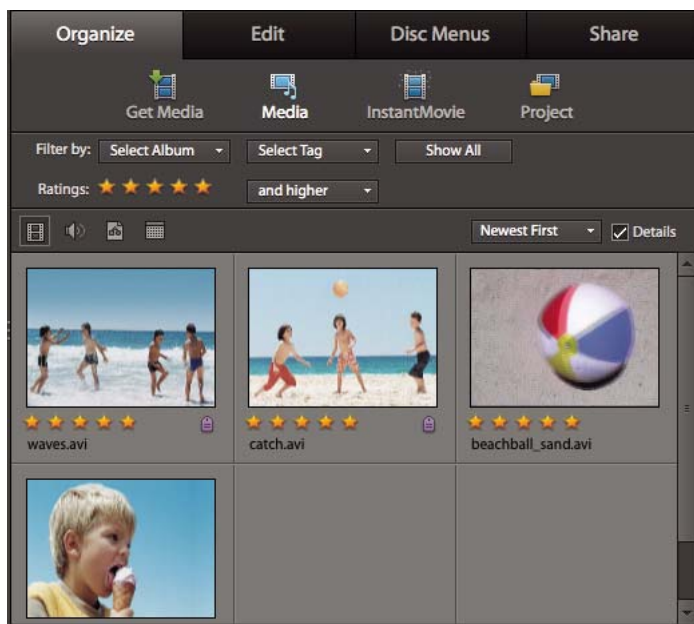 Organize Edit Disc Menus Share
Get Media Media InstantMovie Project
Filter by: Select Album Select Tag Show All
Ratings: and higher
Newest First Details
waves.avi catch.avi beachball_sand.avi